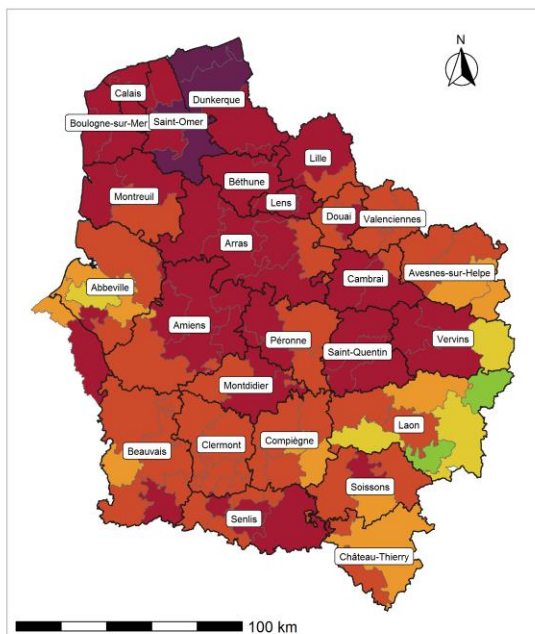 N
Calais
Dunkerque
Boulogne-sur-Mer
Saint-Omer
Lille
Béthune
Montreuil
Lens
Douai
Valenciennes
Arras
Avesnes-sur-Helpe
Cambrai
Abbeville
Amiens
Péronne
Saint-Quentin
Vervins
Montdidier
Laon
Beauvais
Clermont
Compiègne
Soissons
Senlis
Château-Thierry
100 km